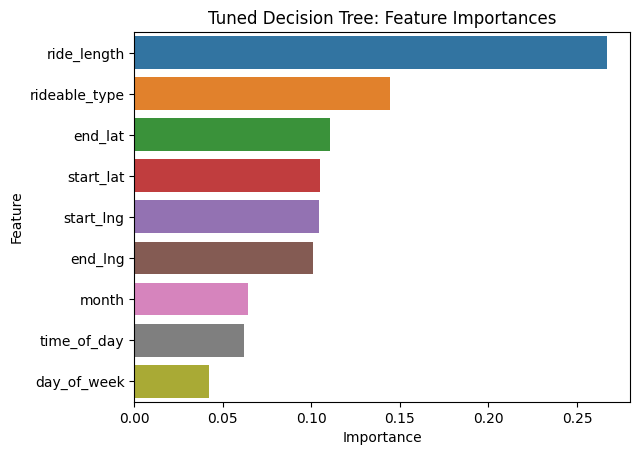 Tuned Decision Tree: Feature Importances
ride_length
rideable_type
end_lat
start_lat
start_lng
end_lng
month
time_of_day
day_of_week
Feature
0.00 0.05 0.10 0.15 0.20 0.25
Importance